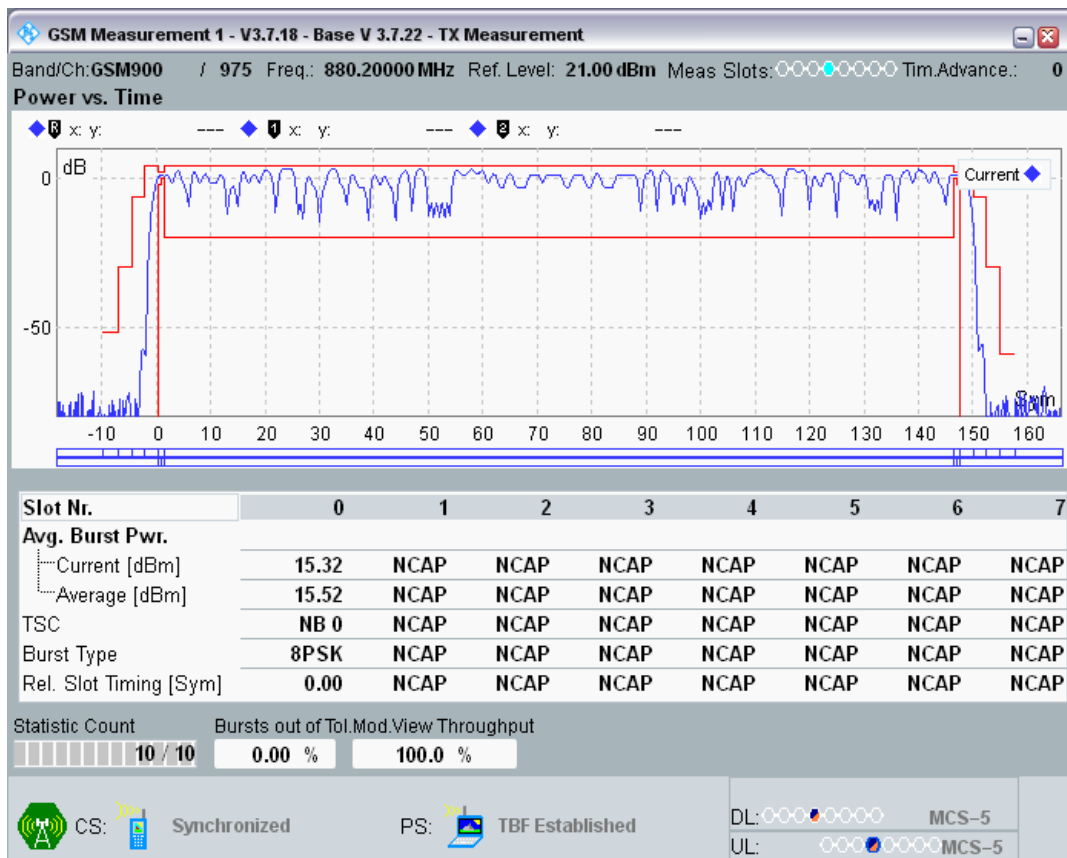 GSM Measurement 1 - V3.7.18 - Base V 3.7.22 - TX Measurement
Band/Ch:GSM900 / 975 Freq.: 880.20000 MHz Ref. Level: 21.00 dBm Meas Slots: Tim.Advance.: 0
Power vs. Time
R x: y: --- 1 x: y: --- 2 x: y: ---
dB
Current
0
-50
Sym
-10 0 10 20 30 40 50 60 70 80 90 100 110 120 130 140 150 160
Slot Nr. 0 1 2 3 4 5 6 7
Avg. Burst Pwr.
Current [dBm] 15.32 NCAP NCAP NCAP NCAP NCAP NCAP NCAP
Average [dBm] 15.52 NCAP NCAP NCAP NCAP NCAP NCAP NCAP
TSC NB 0 NCAP NCAP NCAP NCAP NCAP NCAP NCAP
Burst Type 8PSK NCAP NCAP NCAP NCAP NCAP NCAP NCAP
Rel. Slot Timing [Sym] 0.00 NCAP NCAP NCAP NCAP NCAP NCAP NCAP
Statistic Count Bursts out of Tol.Mod.View Throughput
10 / 10 0.00 % 100.0 %
CS: Synchronized PS: TBF Established
DL: MCS-5
UL: MCS-5